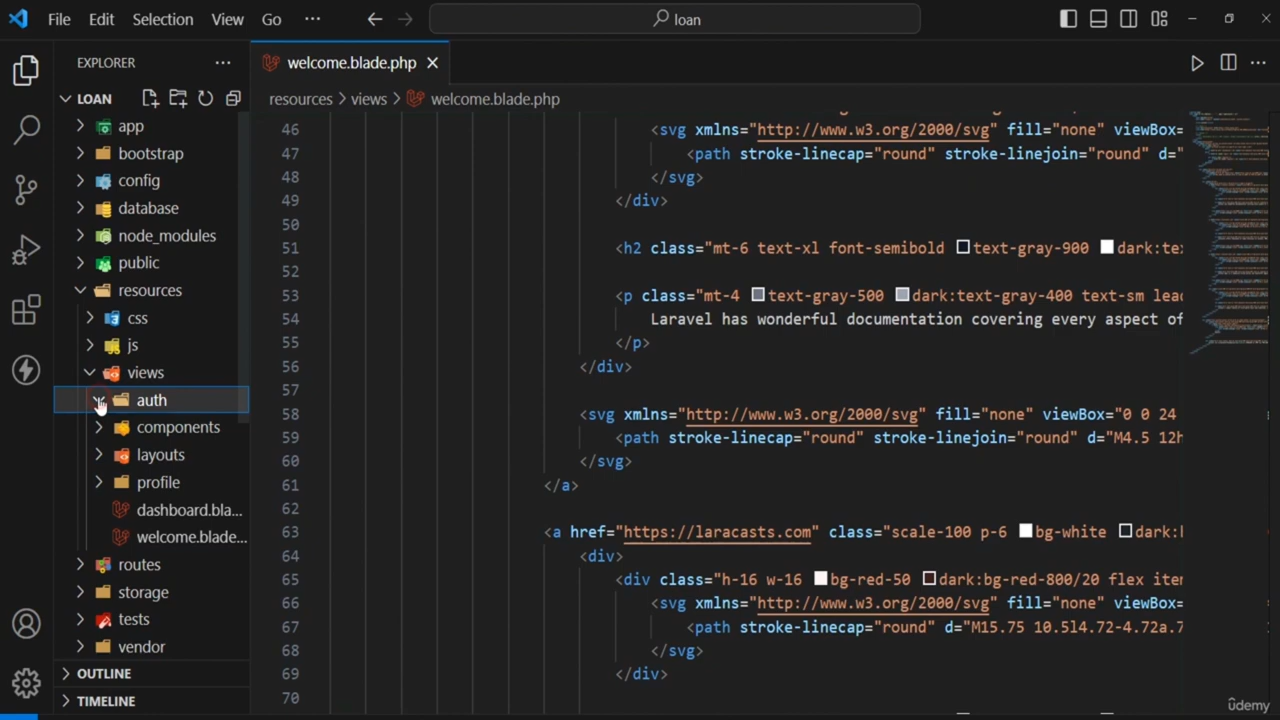 File Edit Selection View Go ··· loan
EXPLORER ···
welcome.blade.php
LOAN
resources > views > welcome.blade.php
app
bootstrap
config
database
node_modules
public
resources
css
js
views
auth
components
layouts
profile
dashboard.bla...
welcome.blade...
routes
storage
tests
vendor
OUTLINE
TIMELINE
46 <svg xmlns="http://www.w3.org/2000/svg" fill="none" viewBox=
47 <path stroke-linecap="round" stroke-linejoin="round" d="
48 </svg>
49 </div>
50
51 <h2 class="mt-6 text-xl font-semibold text-gray-900 dark:tex
52
53 <p class="mt-4 text-gray-500 dark:text-gray-400 text-sm lead
54 Laravel has wonderful documentation covering every aspect of
55 </p>
56 </div>
57
58 <svg xmlns="http://www.w3.org/2000/svg" fill="none" viewBox="0 0 24
59 <path stroke-linecap="round" stroke-linejoin="round" d="M4.5 12h
60 </svg>
61 </a>
62
63 <a href="https://laracasts.com" class="scale-100 p-6 bg-white dark:b
64 <div>
65 <div class="h-16 w-16 bg-red-50 dark:bg-red-800/20 flex item
66 <svg xmlns="http://www.w3.org/2000/svg" fill="none" viewBox=
67 <path stroke-linecap="round" d="M15.75 10.5l4.72-4.72a.7
68 </svg>
69 </div>
70
udemy